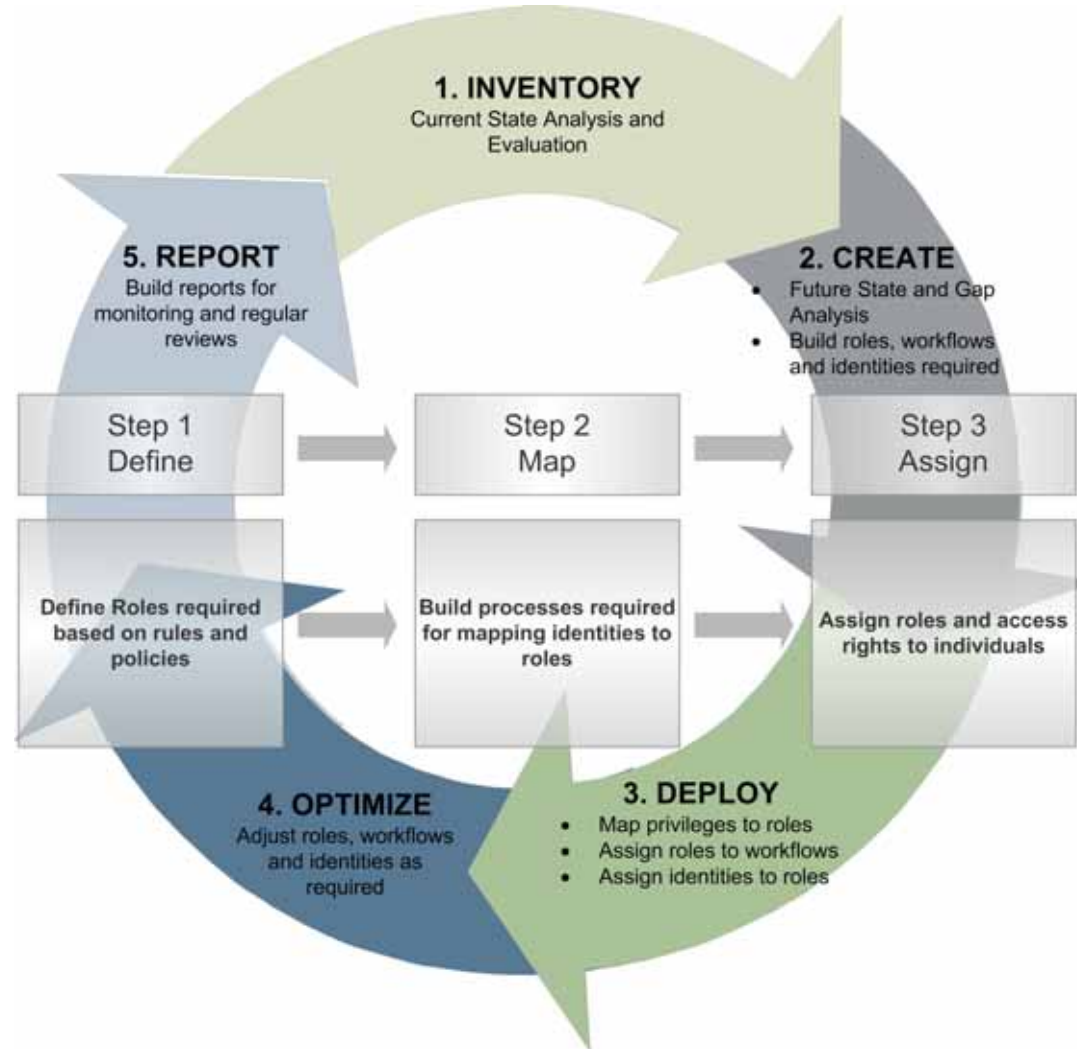 1. INVENTORY
Current State Analysis and
Evaluation
5. REPORT
Build reports for
monitoring and regular
reviews
2. CREATE
• Future State and Gap
Analysis
• Build roles, workflows
and identities required
Step 1
Define
Step 2
Map
Step 3
Assign
Define Roles required
based on rules and
policies
Build processes required
for mapping identities to
roles
Assign roles and access
rights to individuals
4. OPTIMIZE
Adjust roles, workflows
and identities as
required
3. DEPLOY
• Map privileges to roles
• Assign roles to workflows
• Assign identities to roles